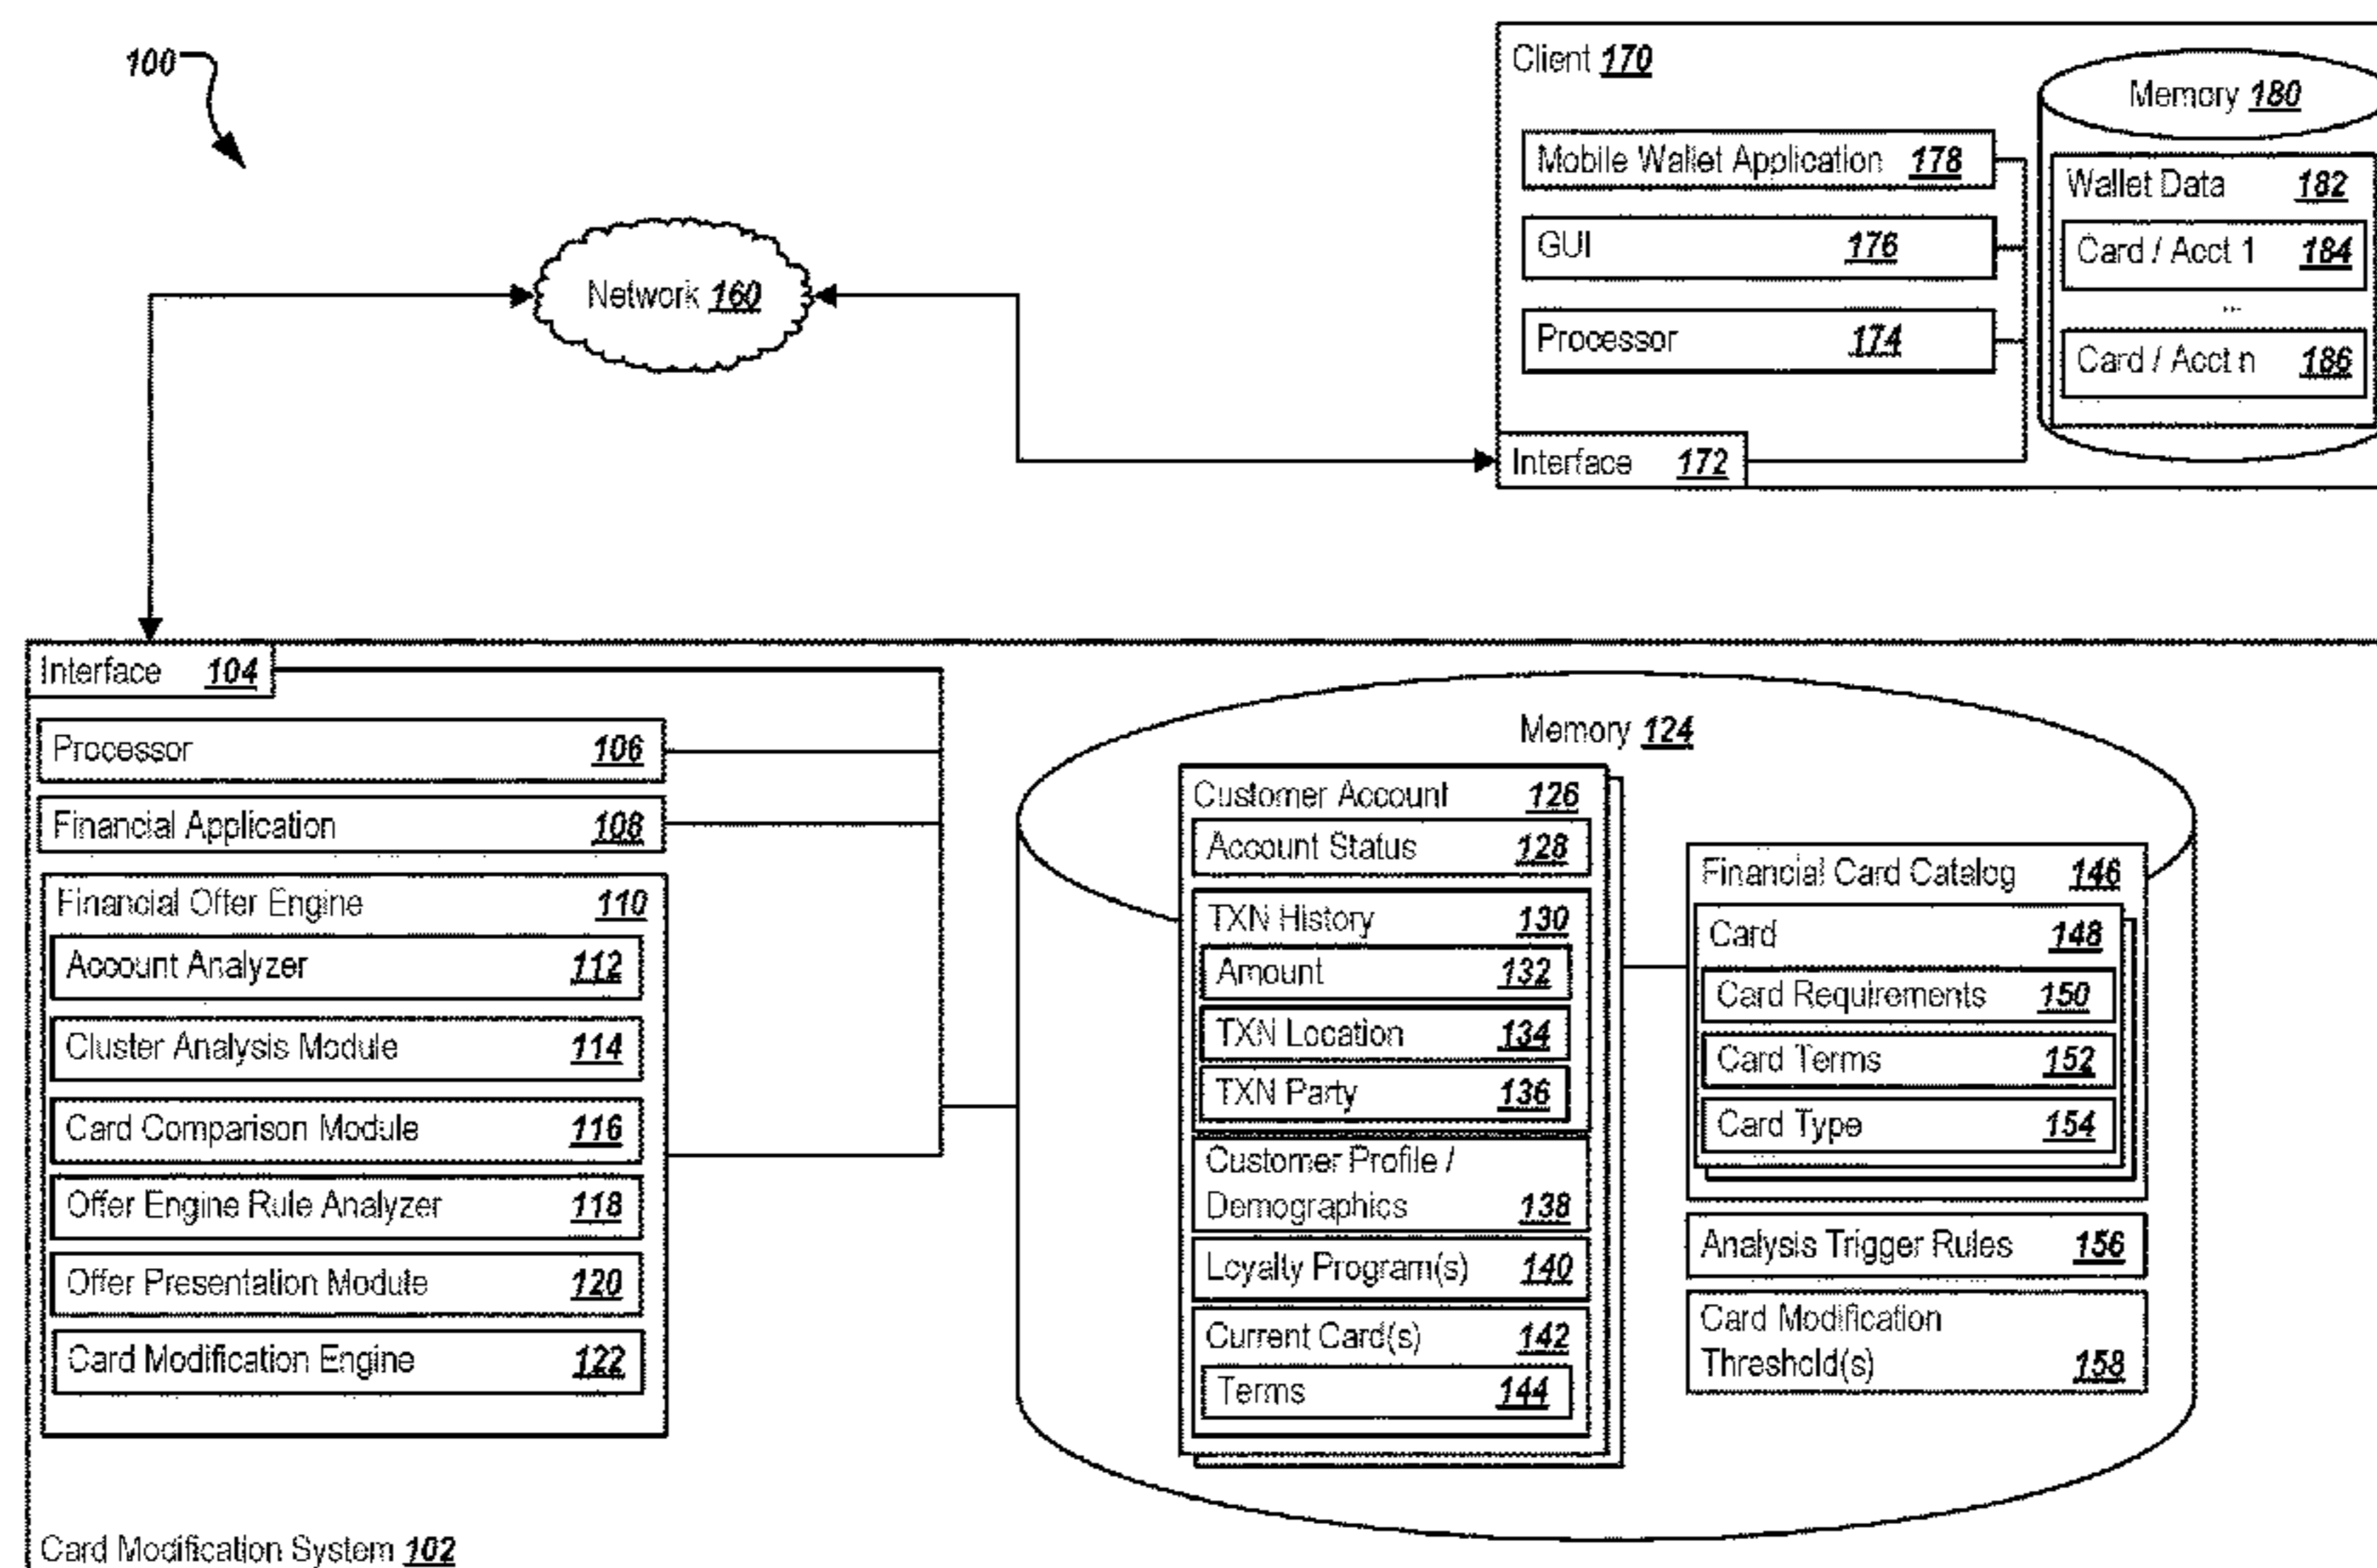 100
Client 170
Memory 180
Mobile Wallet Application 178
GUI 176
Processor 174
Interface 172
Wallet Data 182
Card / Acct 1 184
...
Card / Acct n 186
Network 160
Interface 104
Processor 106
Financial Application 108
Financial Offer Engine 110
Account Analyzer 112
Cluster Analysis Module 114
Card Comparison Module 116
Offer Engine Rule Analyzer 118
Offer Presentation Module 120
Card Modification Engine 122
Card Modification System 102
Memory 124
Customer Account 126
Account Status 128
TXN History 130
Amount 132
TXN Location 134
TXN Party 136
Customer Profile /
Demographics 138
Loyalty Program(s) 140
Current Card(s) 142
Terms 144
Financial Card Catalog 146
Card 148
Card Requirements 150
Card Terms 152
Card Type 154
Analysis Trigger Rules 156
Card Modification
Threshold(s) 158